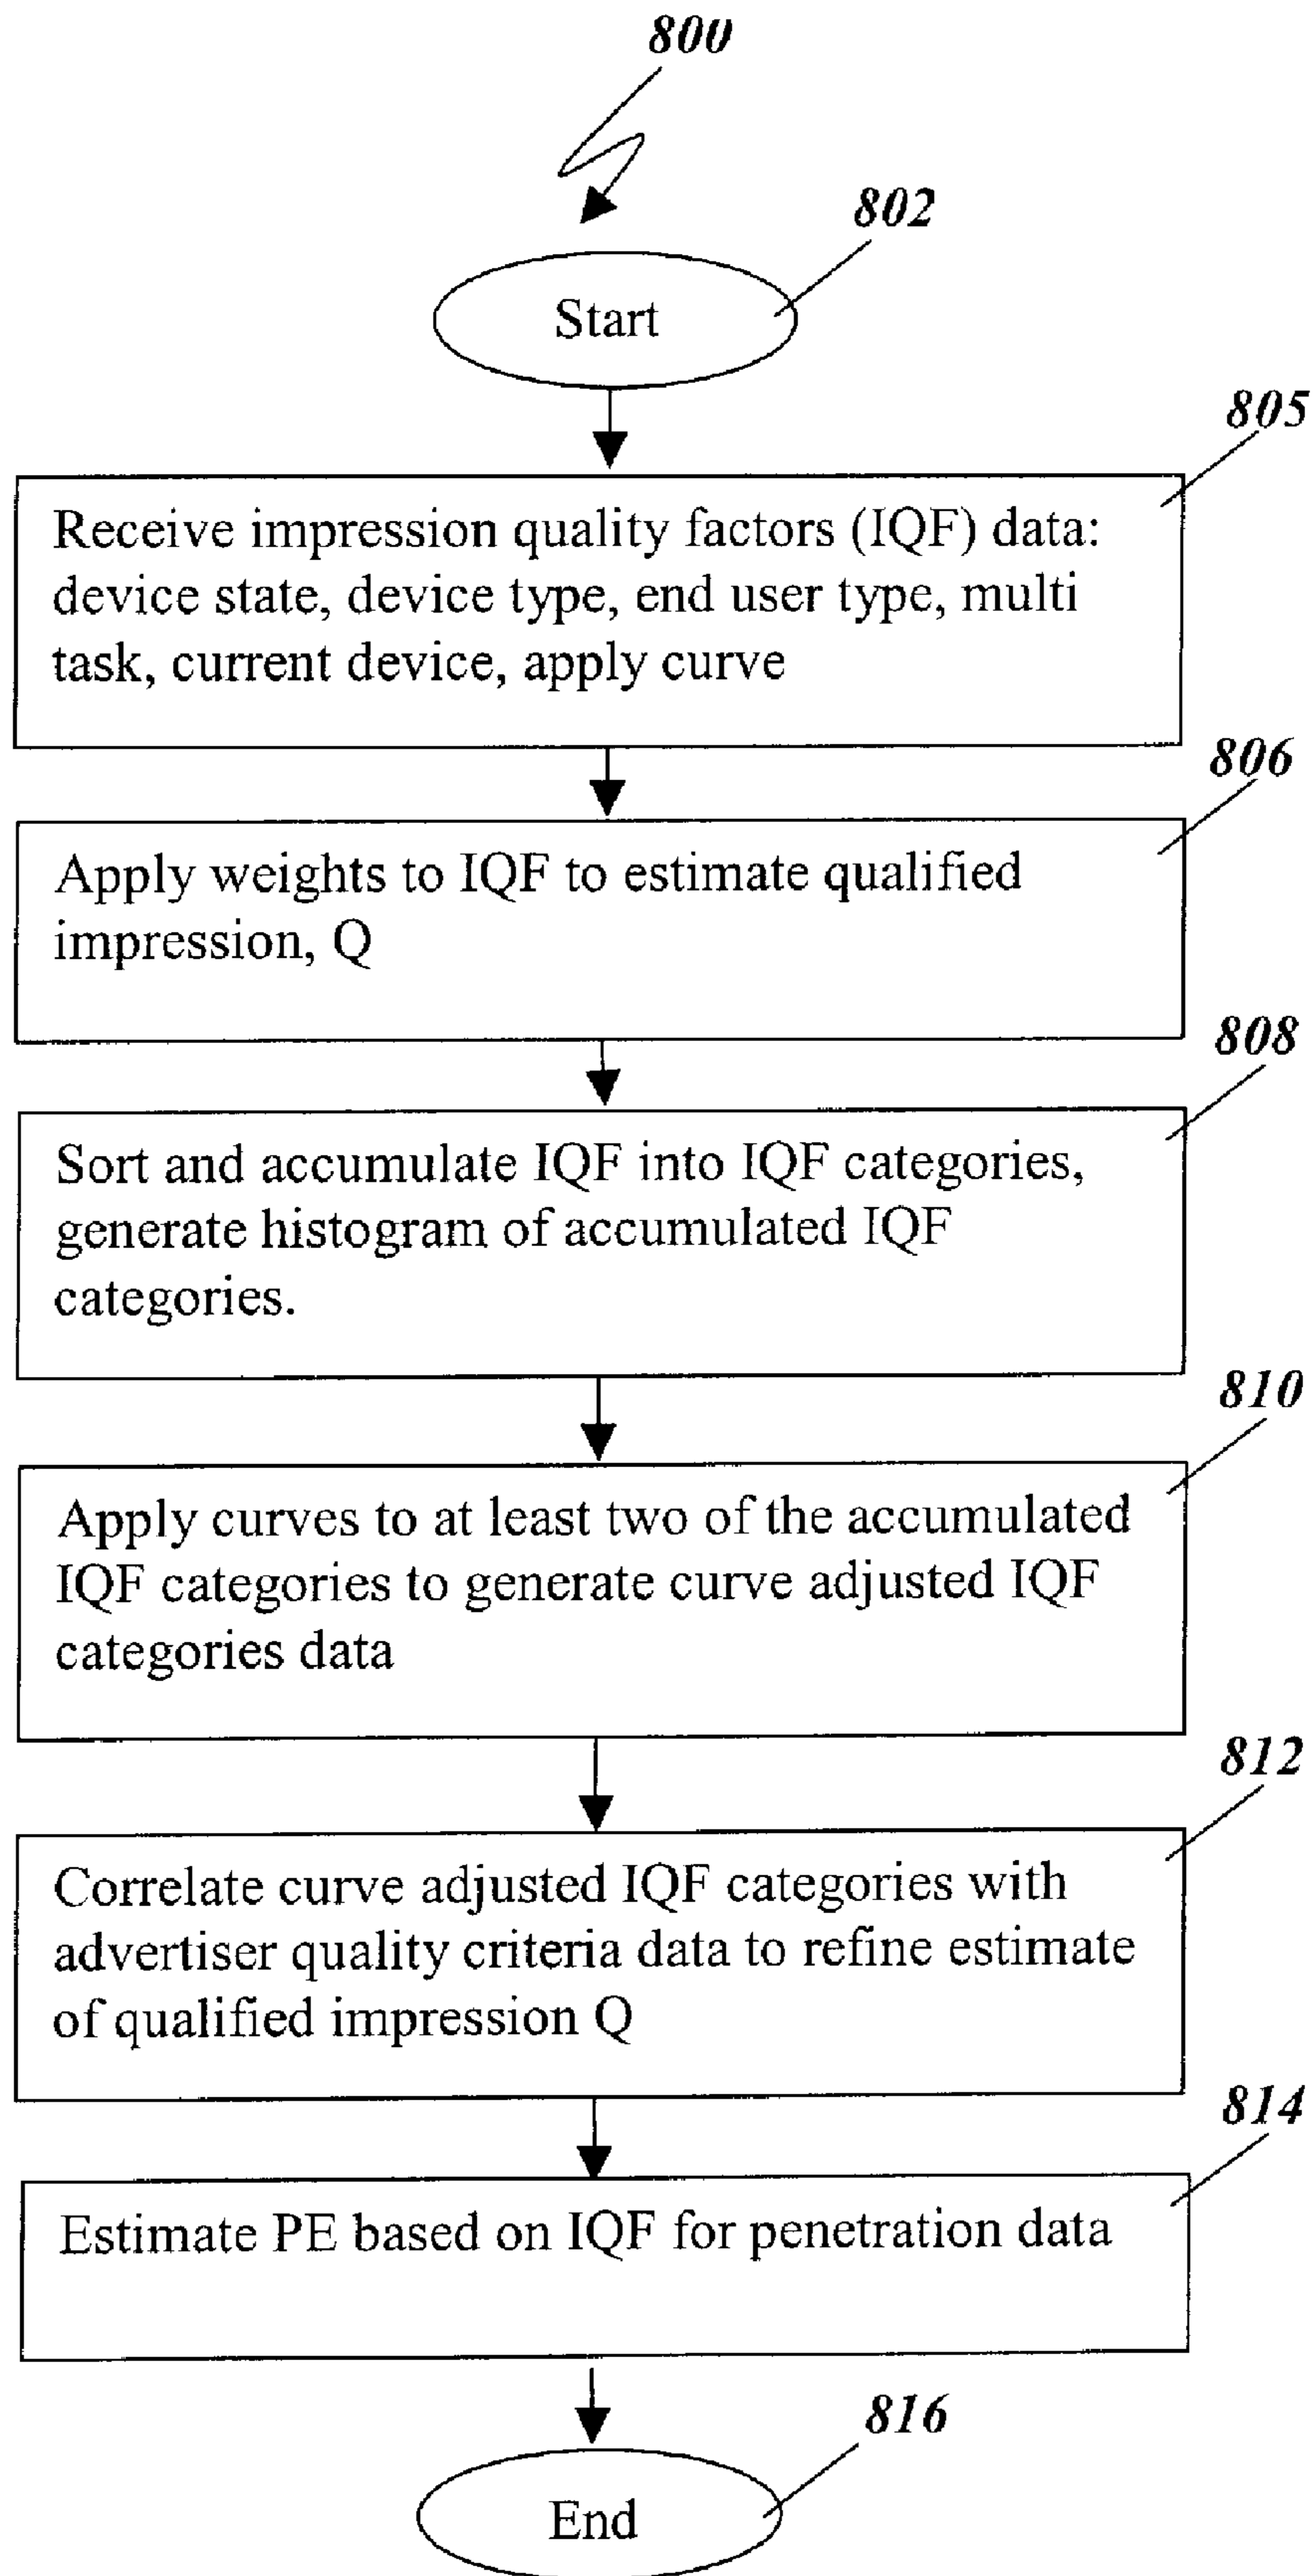 800
802
Start
805
Receive impression quality factors (IQF) data:
device state, device type, end user type, multi
task, current device, apply curve
806
Apply weights to IQF to estimate qualified
impression, Q
808
Sort and accumulate IQF into IQF categories,
generate histogram of accumulated IQF
categories.
810
Apply curves to at least two of the accumulated
IQF categories to generate curve adjusted IQF
categories data
812
Correlate curve adjusted IQF categories with
advertiser quality criteria data to refine estimate
of qualified impression Q
814
Estimate PE based on IQF for penetration data
816
End